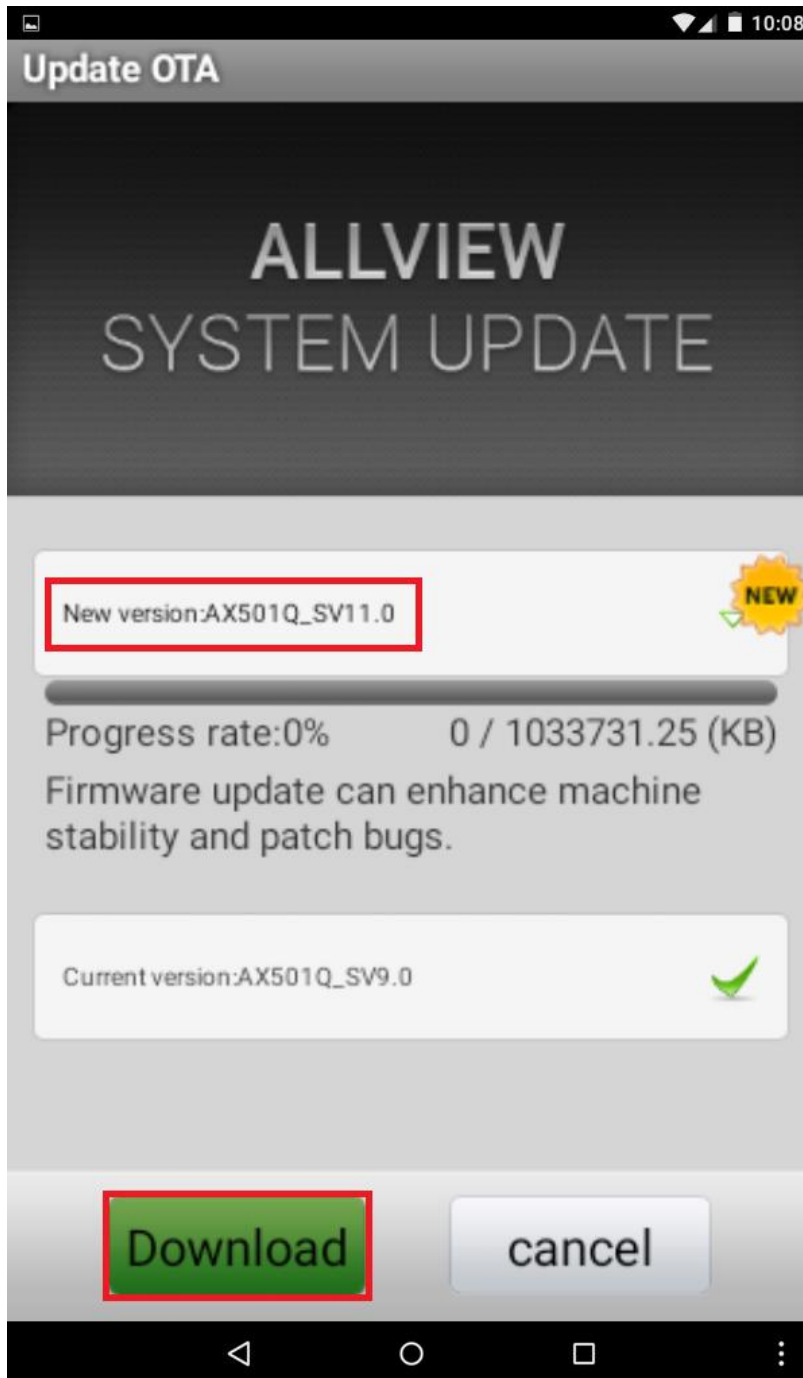 10:08
Update OTA
ALLVIEW
SYSTEM UPDATE
New version:AX501Q_SV11.0
NEW
Progress rate:0% 0 / 1033731.25 (KB)
Firmware update can enhance machine
stability and patch bugs.
Current version:AX501Q_SV9.0
Download cancel